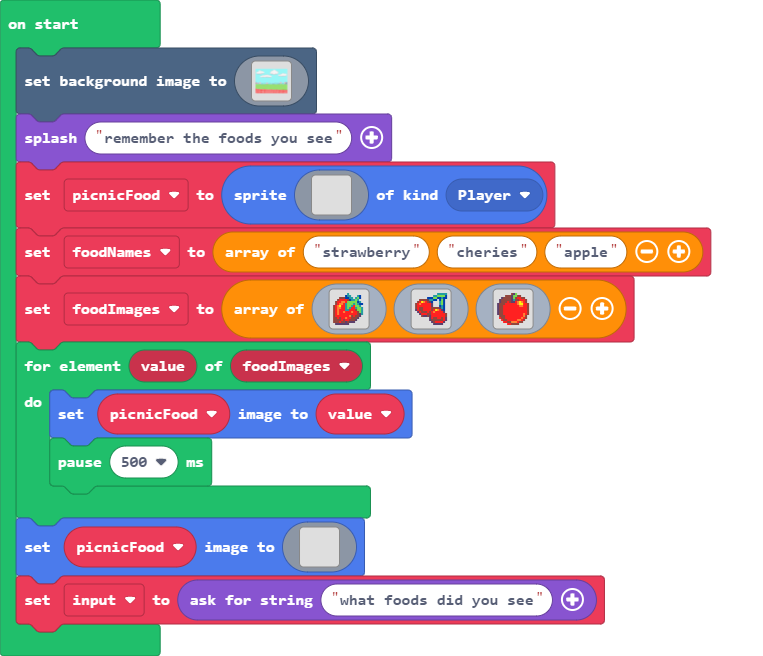 on start
set background image to
splash "remember the foods you see"
set picnicFood to sprite of kind Player
set foodNames to array of "strawberry" "cheries" "apple"
set foodImages to array of
for element value of foodImages
do set picnicFood image to value
pause 500 ms
set picnicFood image to
set input to ask for string "what foods did you see"